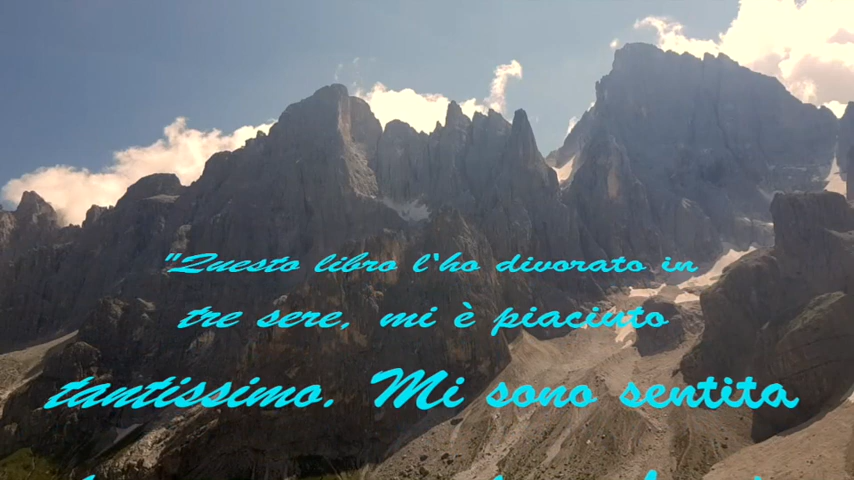 "Questo libro l'ho divorato in
tre sere, mi è piaciuto
tantissimo. Mi sono sentita